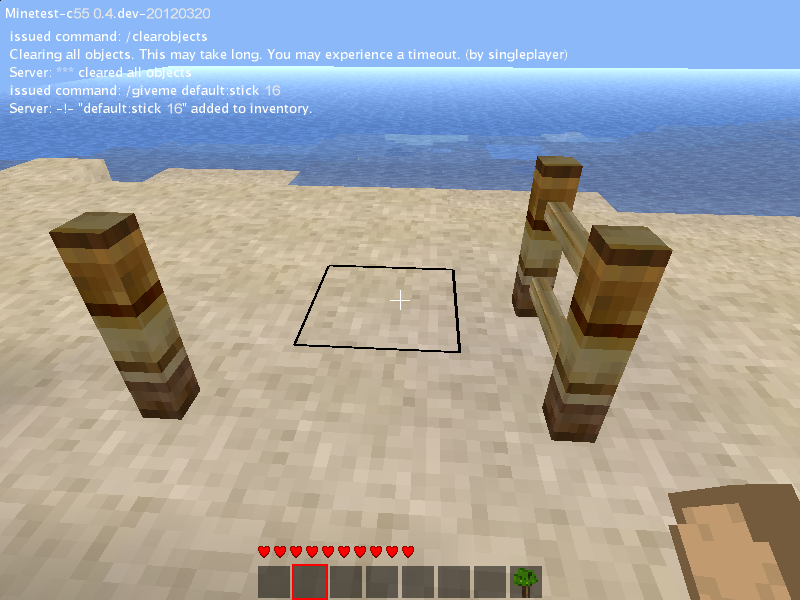 Minetest-c55 0.4.dev-20120320
issued command: /clearobjects
Clearing all objects. This may take long. You may experience a timeout. (by singleplayer)
Server: *** cleared all objects
issued command: /giveme default:stick 16
Server: -!- "default:stick 16" added to inventory.